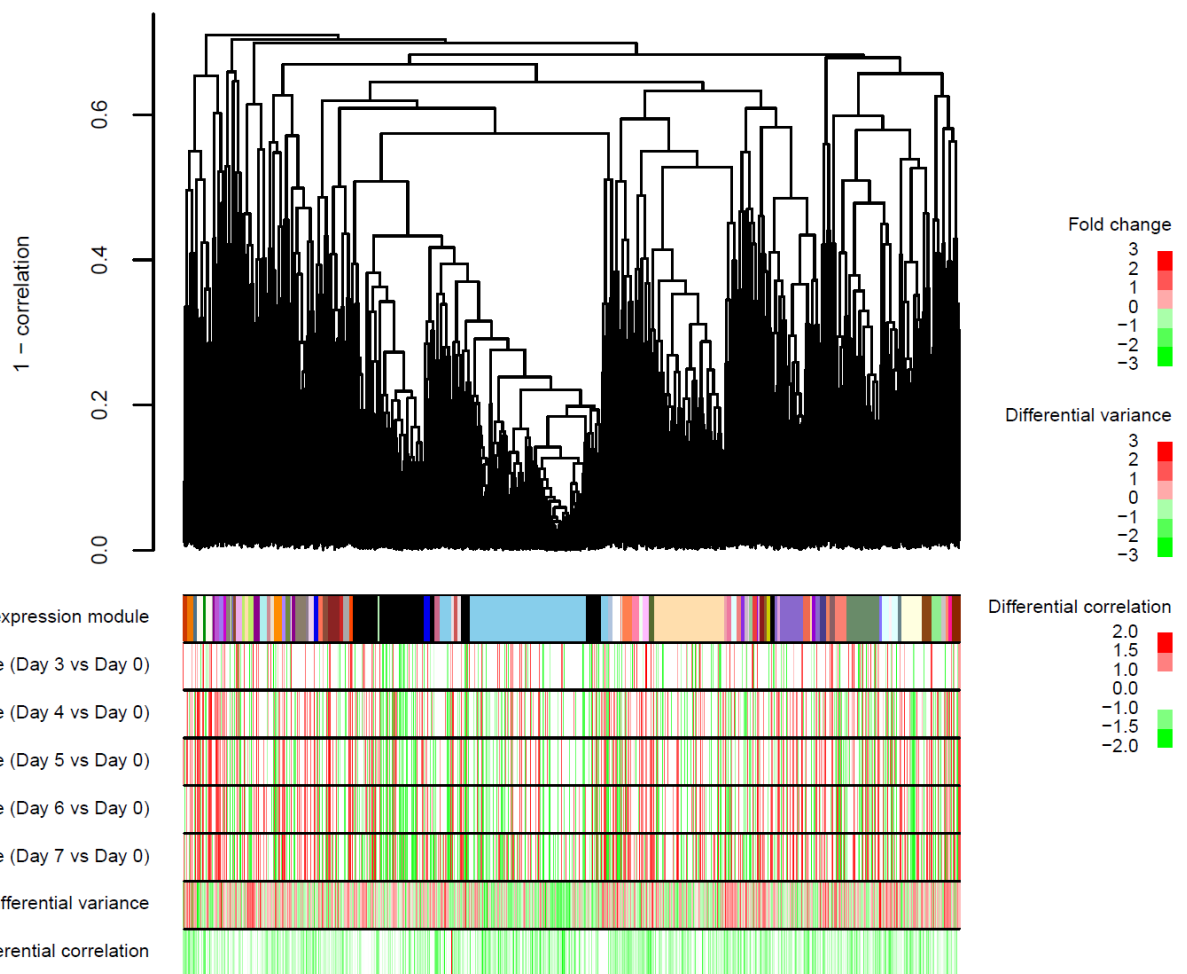 1 − correlation
0.6
0.4
0.2
0.0
Fold change
3
2
1
0
−1
−2
−3
Differential variance
3
2
1
0
−1
−2
−3
Differential correlation
2.0
1.5
1.0
0.0
−1.0
−1.5
−2.0
expression module
e (Day 3 vs Day 0)
e (Day 4 vs Day 0)
e (Day 5 vs Day 0)
e (Day 6 vs Day 0)
e (Day 7 vs Day 0)
ifferential variance
erential correlation